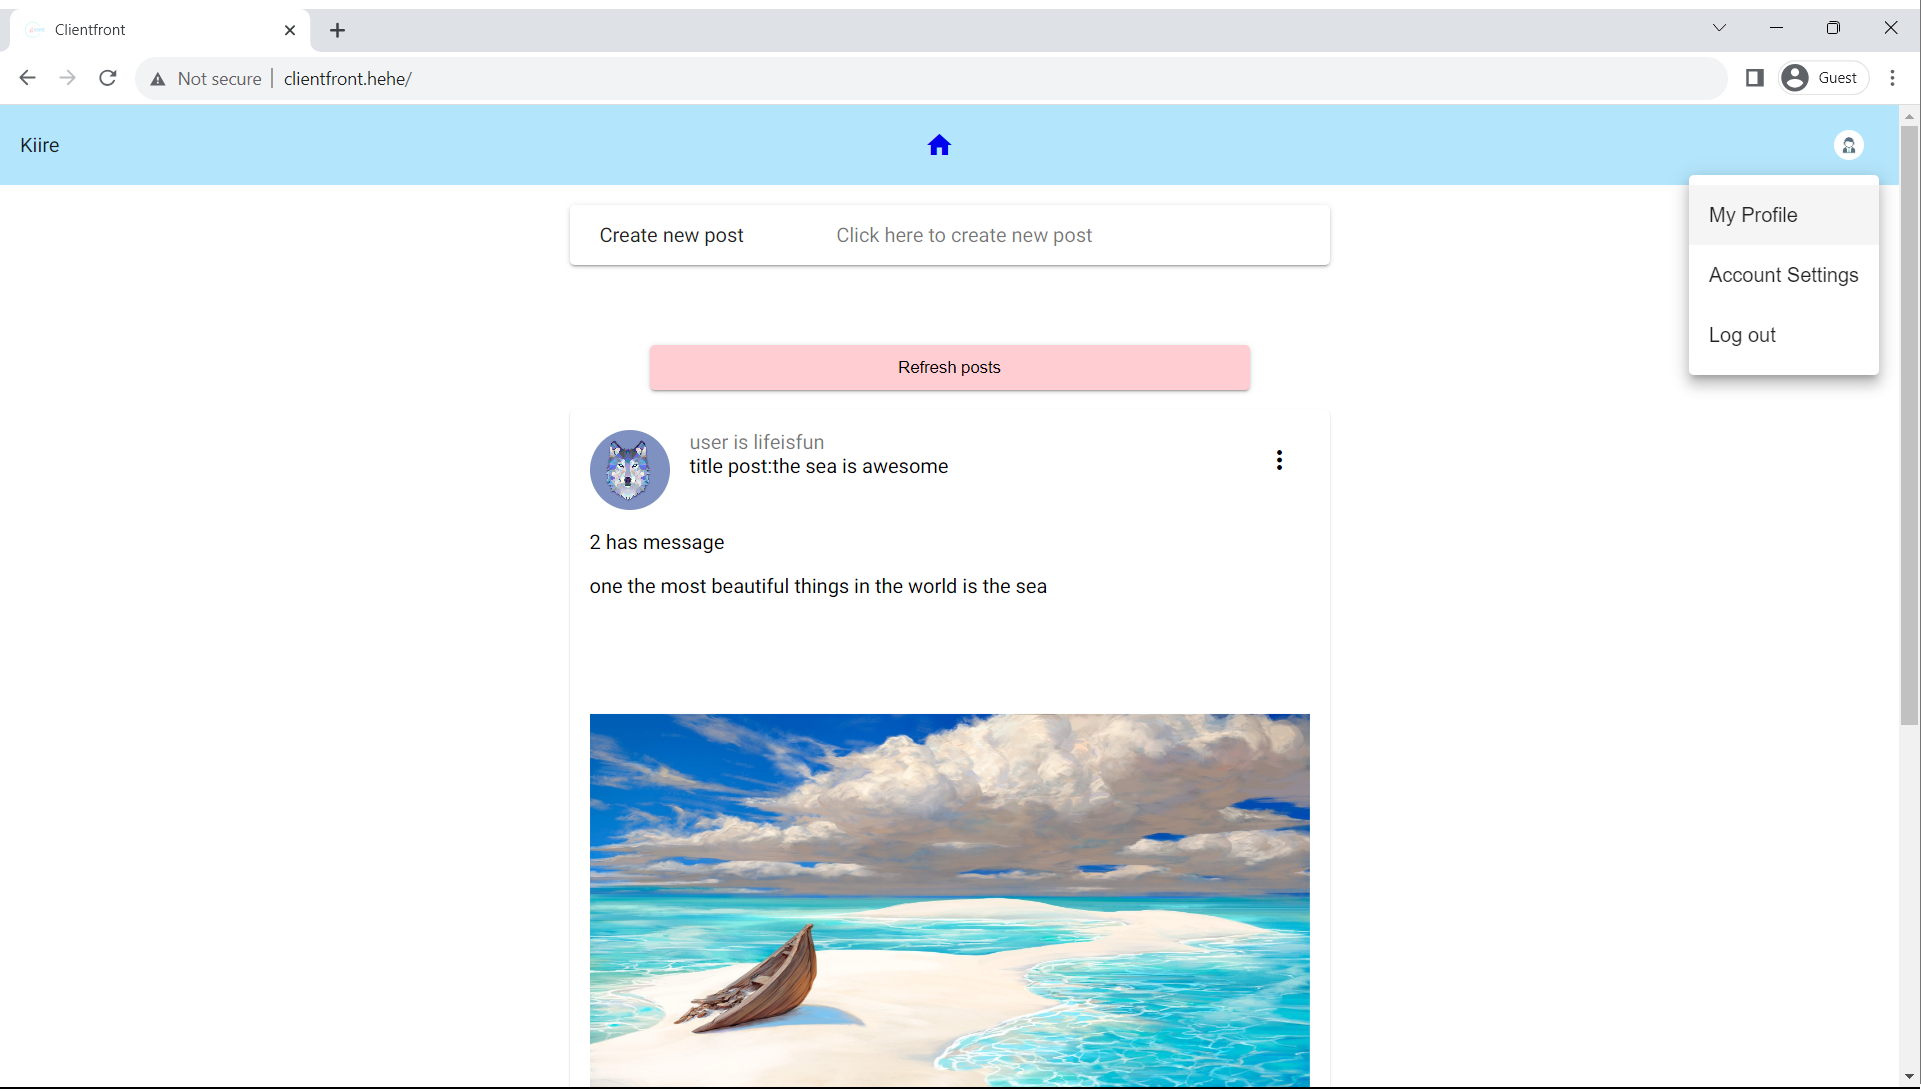 Clientfront
Not secure
clientfront.hehe/
Guest
Kiire
My Profile
Account Settings
Log out
Create new post
Click here to create new post
Refresh posts
user is lifeisfun
title post:the sea is awesome
2 has message
one the most beautiful things in the world is the sea